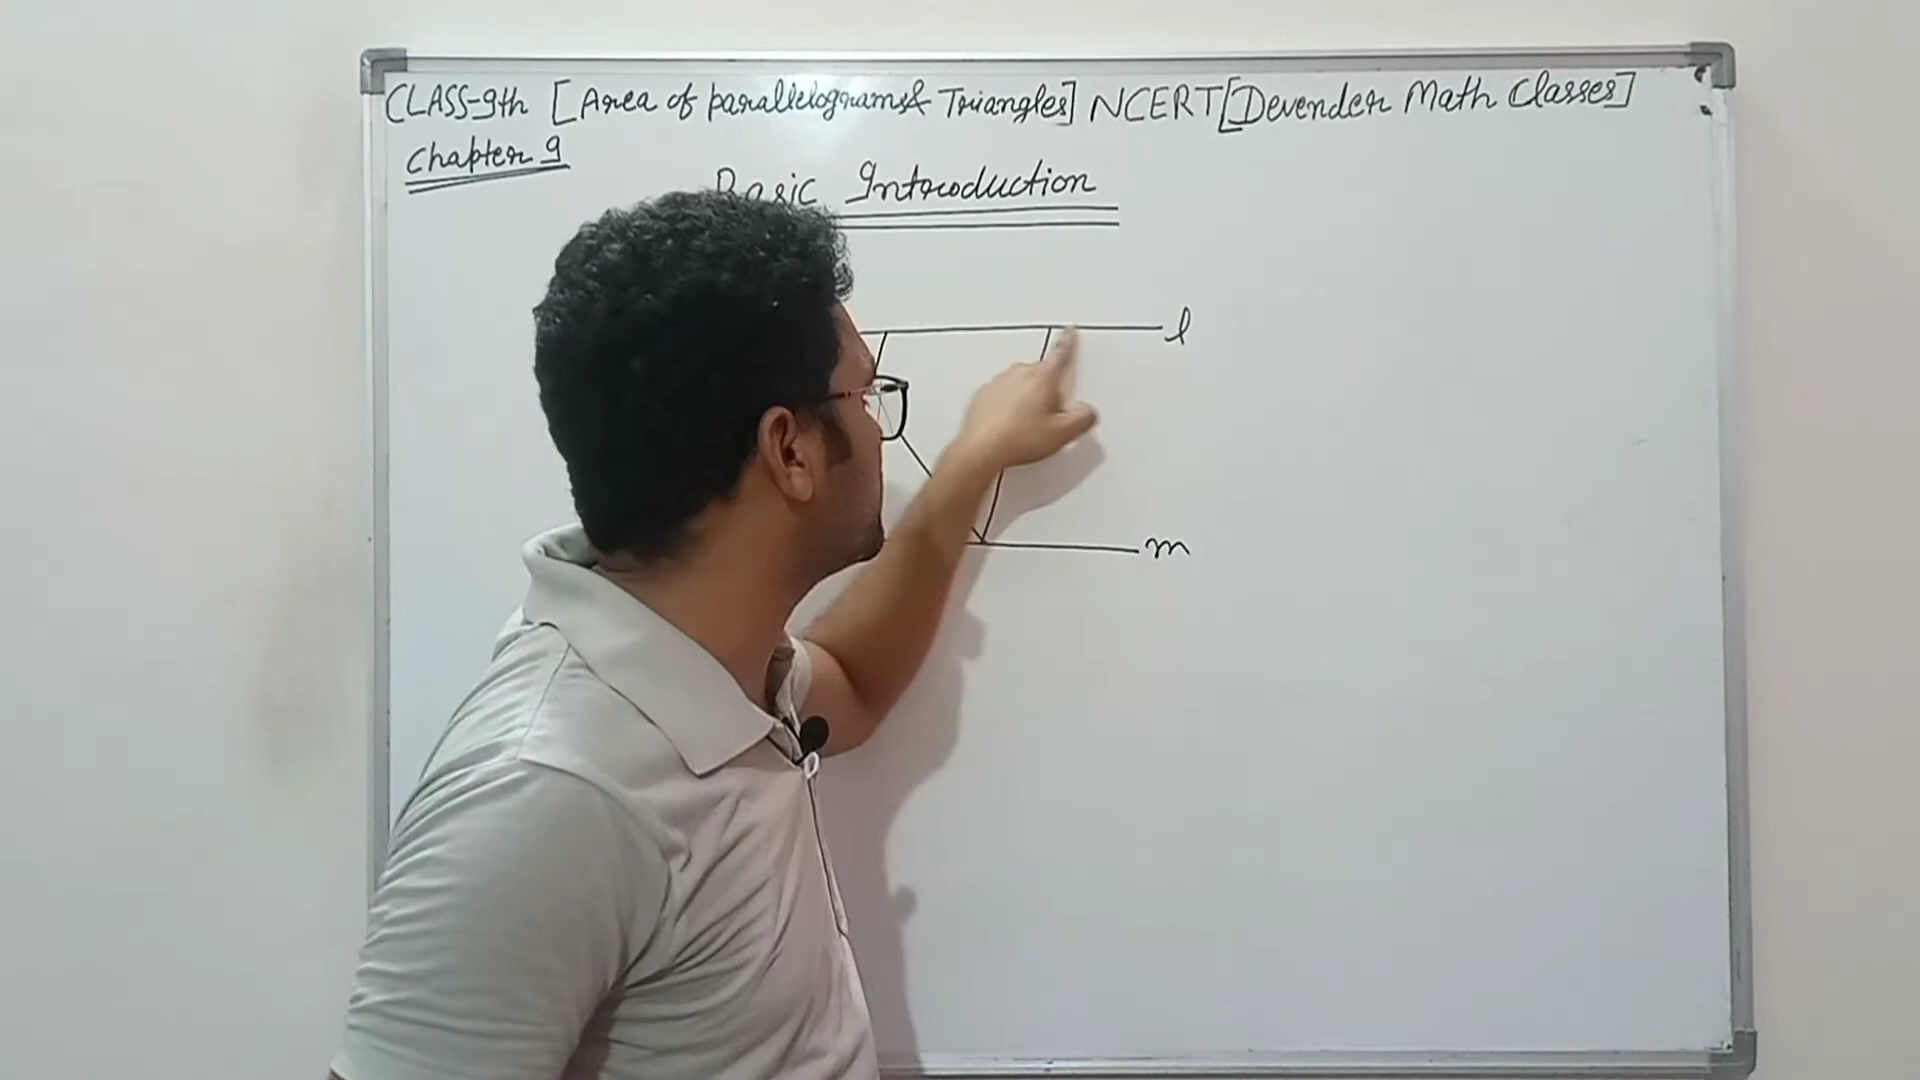 CLASS-9th [Area of parallelograms & Triangles] NCERT [Devender Math Classes]
Chapter 9
Basic Introduction
l
m